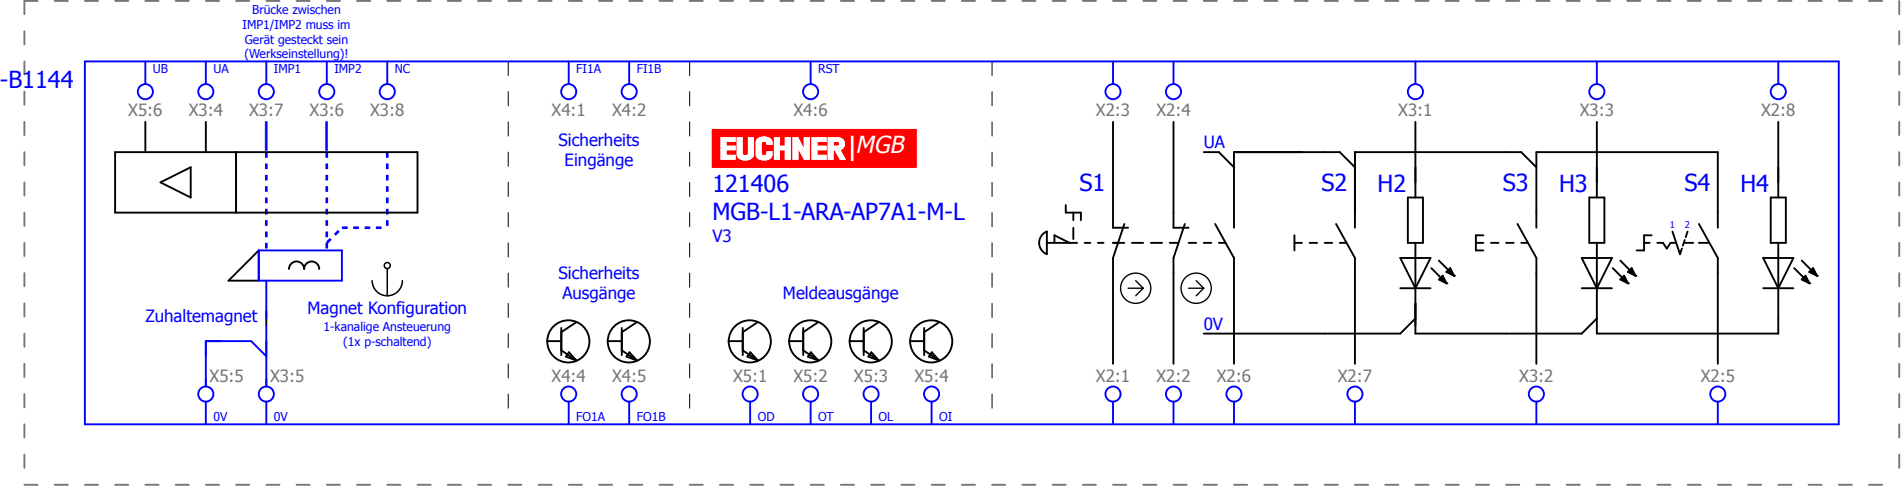 Brücke zwischen
IMP1/IMP2 muss im
Gerät gesteckt sein
(Werkseinstellung)!
-B1144
UB UA IMP1 IMP2 NC FI1A FI1B RST
X5:6 X3:4 X3:7 X3:6 X3:8 X4:1 X4:2 X4:6 X2:3 X2:4 X3:1 X3:3 X2:8
Sicherheits
Eingänge
EUCHNER MGB
121406
MGB-L1-ARA-AP7A1-M-L
V3
UA
S1 S2 H2 S3 H3 S4 H4
1 2
Sicherheits
Ausgänge
Meldeausgänge
Zuhaltemagnet
Magnet Konfiguration
1-kanalige Ansteuerung
(1x p-schaltend)
0V
X5:5 X3:5 X4:4 X4:5 X5:1 X5:2 X5:3 X5:4 X2:1 X2:2 X2:6 X2:7 X3:2 X2:5
0V 0V FO1A FO1B OD OT OL OI